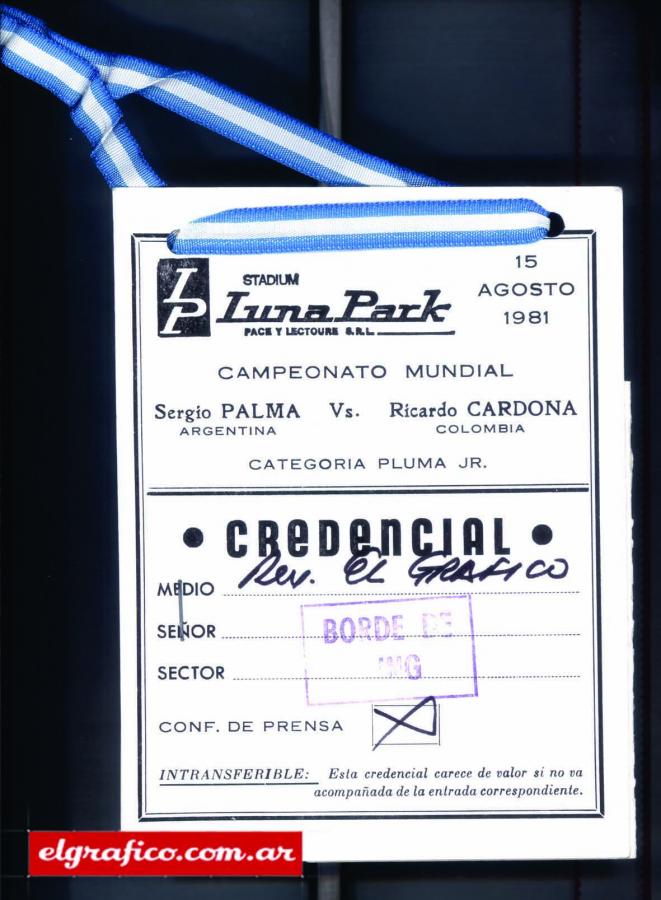 LP
STADIUM
Luna Park
PACE Y LECTOURE S.R.L.
15
AGOSTO
1981
CAMPEONATO MUNDIAL
Sergio PALMA Vs. Ricardo CARDONA
ARGENTINA COLOMBIA
CATEGORIA PLUMA JR.
• CREDENCIAL •
MEDIO Rev. EL GRAFICO
SEÑOR
SECTOR BORDE DE
CONF. DE PRENSA
INTRANSFERIBLE: Esta credencial carece de valor si no va
acompañada de la entrada correspondiente.
elgrafico.com.ar